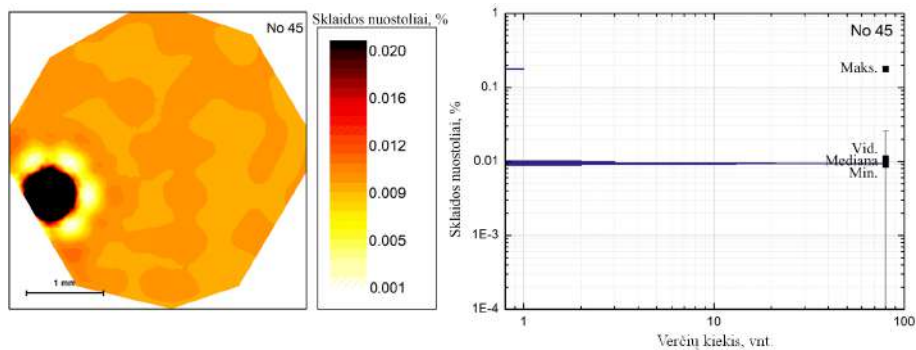 Sklaidos nuostoliai, %
No 45
0.020
0.016
0.012
0.009
0.005
0.001
1 mm
Sklaidos nuostoliai, %
1
0.1
0.01
1E-3
1E-4
No 45
Maks.
Vid.
Mediana
Min.
1
10
100
Verčių kiekis, vnt.